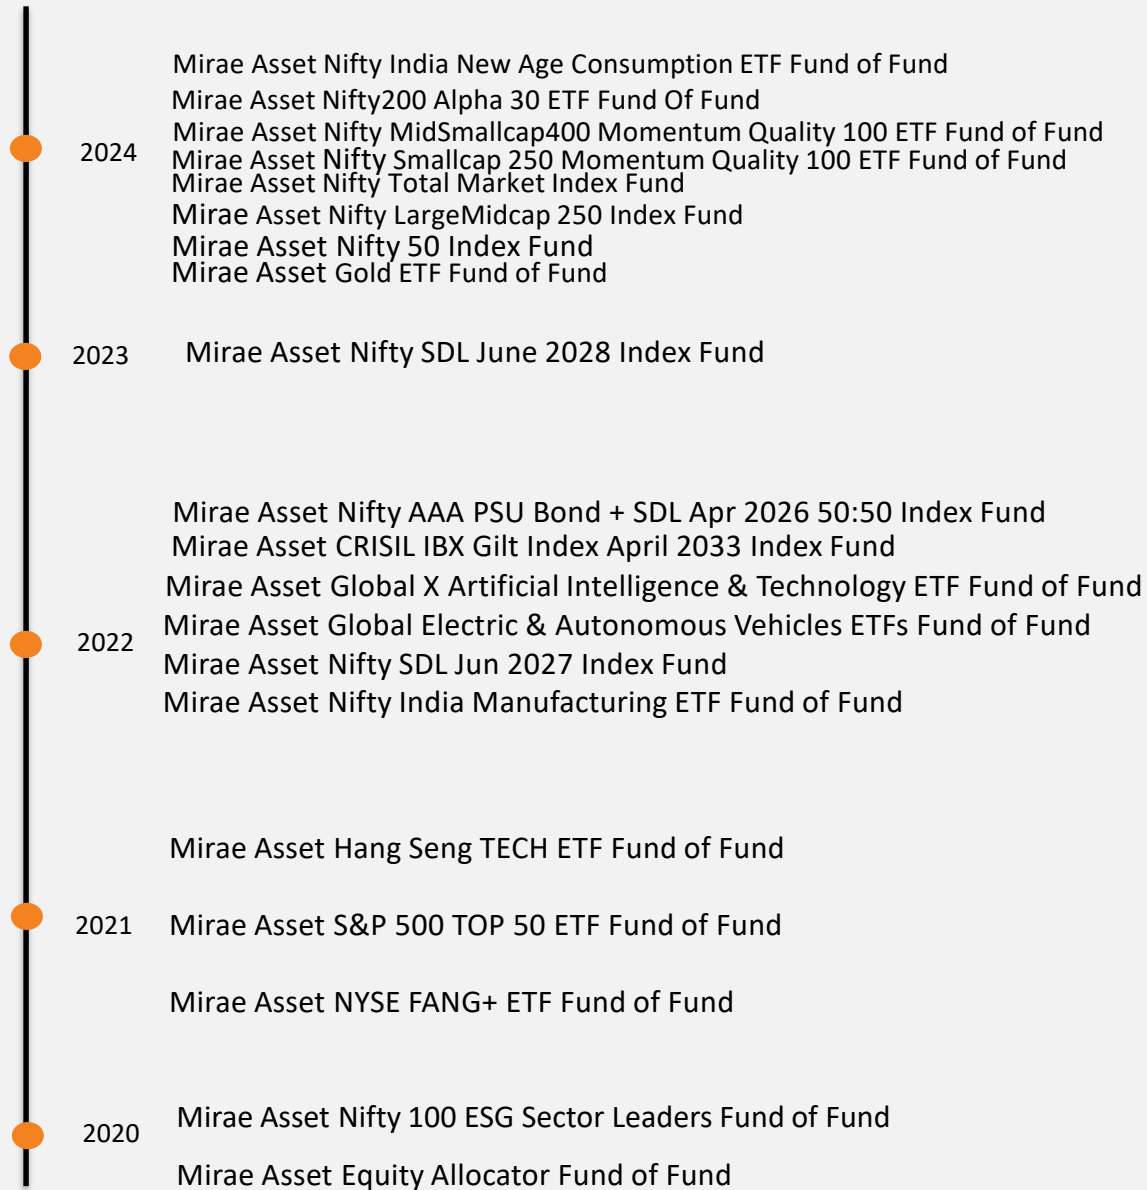 Mirae Asset Nifty India New Age Consumption ETF Fund of Fund
Mirae Asset Nifty200 Alpha 30 ETF Fund Of Fund
Mirae Asset Nifty MidSmallcap400 Momentum Quality 100 ETF Fund of Fund
2024
Mirae Asset Nifty Smallcap 250 Momentum Quality 100 ETF Fund of Fund
Mirae Asset Nifty Total Market Index Fund
Mirae Asset Nifty LargeMidcap 250 Index Fund
Mirae Asset Nifty 50 Index Fund
Mirae Asset Gold ETF Fund of Fund
2023 Mirae Asset Nifty SDL June 2028 Index Fund
Mirae Asset Nifty AAA PSU Bond + SDL Apr 2026 50:50 Index Fund
Mirae Asset CRISIL IBX Gilt Index April 2033 Index Fund
Mirae Asset Global X Artificial Intelligence & Technology ETF Fund of Fund
Mirae Asset Global Electric & Autonomous Vehicles ETFs Fund of Fund
2022
Mirae Asset Nifty SDL Jun 2027 Index Fund
Mirae Asset Nifty India Manufacturing ETF Fund of Fund
Mirae Asset Hang Seng TECH ETF Fund of Fund
2021 Mirae Asset S&P 500 TOP 50 ETF Fund of Fund
Mirae Asset NYSE FANG+ ETF Fund of Fund
Mirae Asset Nifty 100 ESG Sector Leaders Fund of Fund
2020
Mirae Asset Equity Allocator Fund of Fund